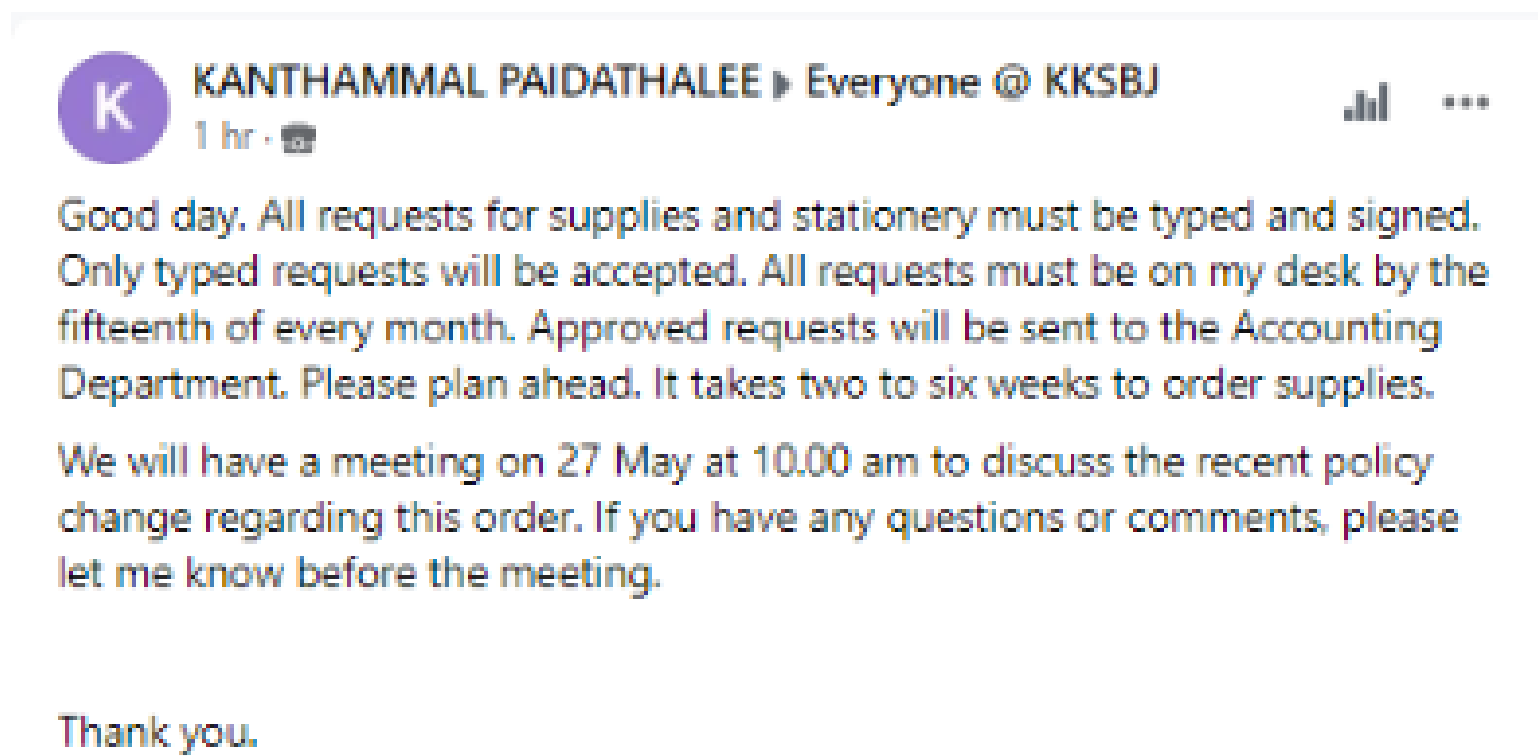 K
KANTHAMMAL PAIDATHALEE ▸ Everyone @ KKSBJ
1 hr ·
Good day. All requests for supplies and stationery must be typed and signed.
Only typed requests will be accepted. All requests must be on my desk by the
fifteenth of every month. Approved requests will be sent to the Accounting
Department. Please plan ahead. It takes two to six weeks to order supplies.
We will have a meeting on 27 May at 10.00 am to discuss the recent policy
change regarding this order. If you have any questions or comments, please
let me know before the meeting.
Thank you.